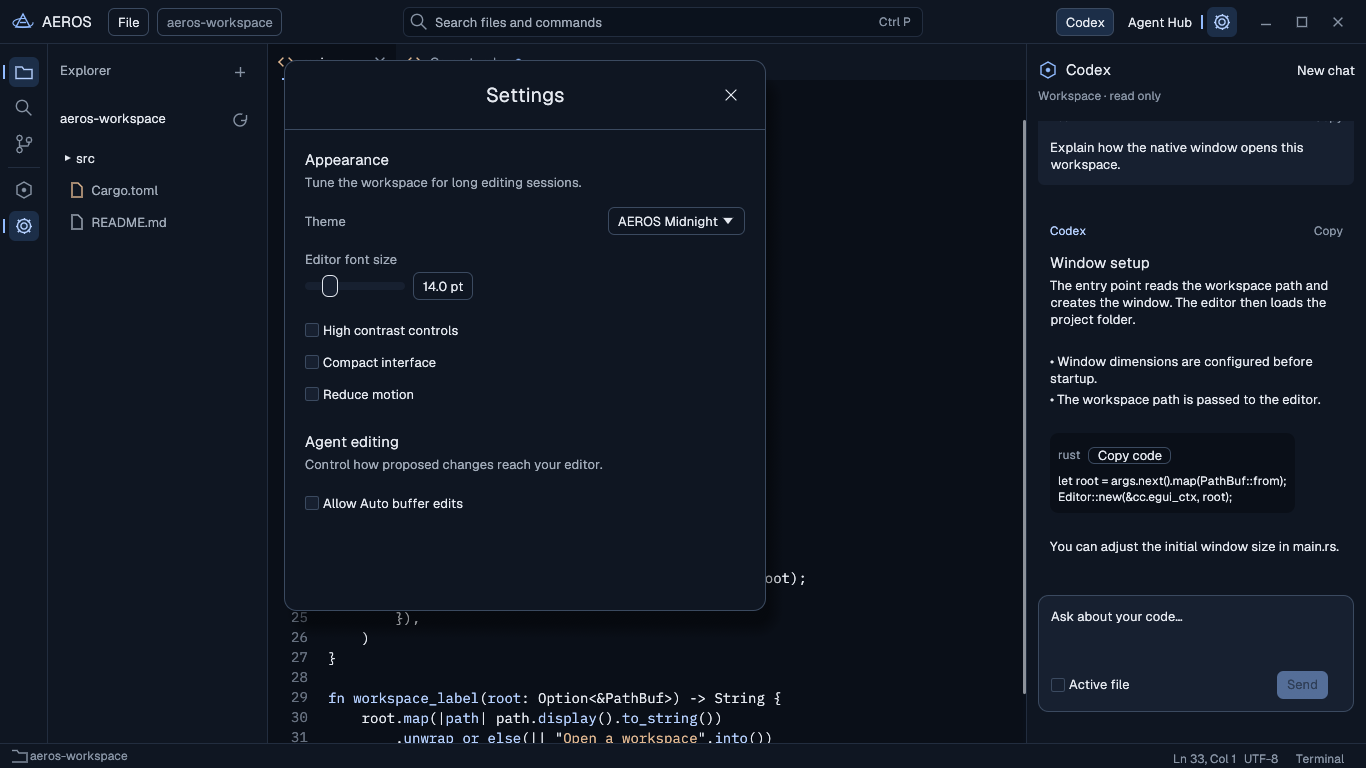 AEROS
File
aeros-workspace
Search files and commands
Ctrl P
Codex
Agent Hub
Explorer
aeros-workspace
src
Cargo.toml
README.md
Settings
Appearance
Tune the workspace for long editing sessions.
Theme
AEROS Midnight
Editor font size
14.0 pt
High contrast controls
Compact interface
Reduce motion
Agent editing
Control how proposed changes reach your editor.
Allow Auto buffer edits
oot);
25 }),
26 )
27 }
28
29 fn workspace_label(root: Option<&PathBuf>) -> String {
30 root.map(|path| path.display().to_string())
31 .unwrap_or_else(|| "Open a workspace".into())
Codex
New chat
Workspace · read only
Explain how the native window opens this
workspace.
Codex
Copy
Window setup
The entry point reads the workspace path and
creates the window. The editor then loads the
project folder.
• Window dimensions are configured before
startup.
• The workspace path is passed to the editor.
rust
Copy code
let root = args.next().map(PathBuf::from);
Editor::new(&cc.egui_ctx, root);
You can adjust the initial window size in main.rs.
Ask about your code…
Active file
Send
aeros-workspace
Ln 33, Col 1
UTF-8
Terminal